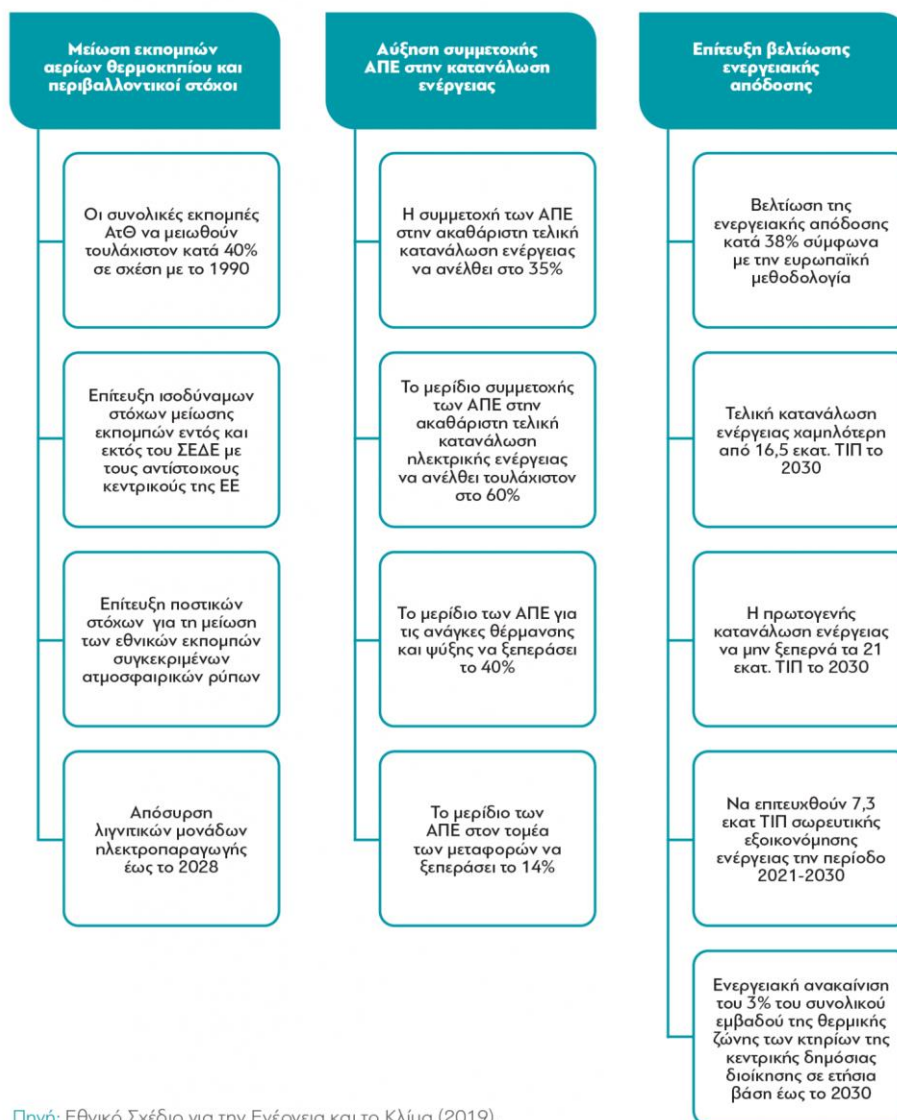 Μείωση εκπομπών
αερίων θερμοκηπίου και
περιβαλλοντικοί στόχοι
Οι συνολικές εκπομπές
ΑτΘ να μειωθούν
τουλάχιστον κατά 40%
σε σχέση με το 1990
Επίτευξη ισοδύναμων
στόχων μείωσης
εκπομπών εντός και
εκτός του ΣΕΔΕ με
τους αντίστοιχους
κεντρικούς της ΕΕ
Επίτευξη ποστικών
στόχων για τη μείωση
των εθνικών εκπομπών
συγκεκριμένων
ατμοσφαιρικών ρύπων
Απόσυρση
λιγνιτικών μονάδων
ηλεκτροπαραγωγής
έως το 2028
Αύξηση συμμετοχής
ΑΠΕ στην κατανάλωση
ενέργειας
Η συμμετοχή των ΑΠΕ
στην ακαθάριστη τελική
κατανάλωση ενέργειας
να ανέλθει στο 35%
Το μερίδιο συμμετοχής
των ΑΠΕ στην
ακαθάριστη τελική
κατανάλωση
ηλεκτρικής ενέργειας
να ανέλθει τουλάχιστον
στο 60%
Το μερίδιο των ΑΠΕ για
τις ανάγκες θέρμανσης
και ψύξης να ξεπεράσει
το 40%
Το μερίδιο των
ΑΠΕ στον τομέα
των μεταφορών να
ξεπεράσει το 14%
Επίτευξη βελτίωσης
ενεργειακής
απόδοσης
Βελτίωση της
ενεργειακής απόδοσης
κατά 38% σύμφωνα
με την ευρωπαϊκή
μεθοδολογία
Τελική κατανάλωση
ενέργειας χαμηλότερη
από 16,5 εκατ. ΤΙΠ το
2030
Η πρωτογενής
κατανάλωση ενέργειας
να μην ξεπερνά τα 21
εκατ. ΤΙΠ το 2030
Να επιτευχθούν 7,3
εκατ ΤΙΠ σωρευτικής
εξοικονόμησης
ενέργειας την περίοδο
2021-2030
Ενεργειακή ανακαίνιση
του 3% του συνολικού
εμβαδού της θερμικής
ζώνης των κτηρίων της
κεντρικής δημόσιας
διοίκησης σε ετήσια
βάση έως το 2030
Πηγή: Εθνικό Σχέδιο για την Ενέργεια και το Κλίμα (2019)